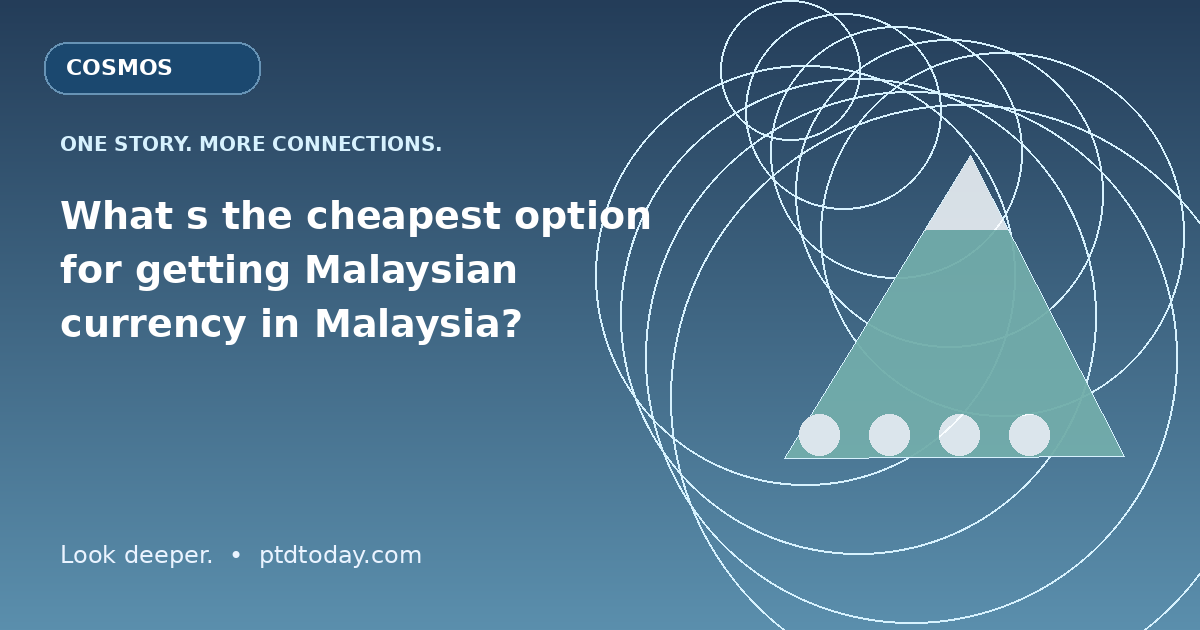 COSMOS
ONE STORY. MORE CONNECTIONS.
What s the cheapest option
for getting Malaysian
currency in Malaysia?
Look deeper. • ptdtoday.com